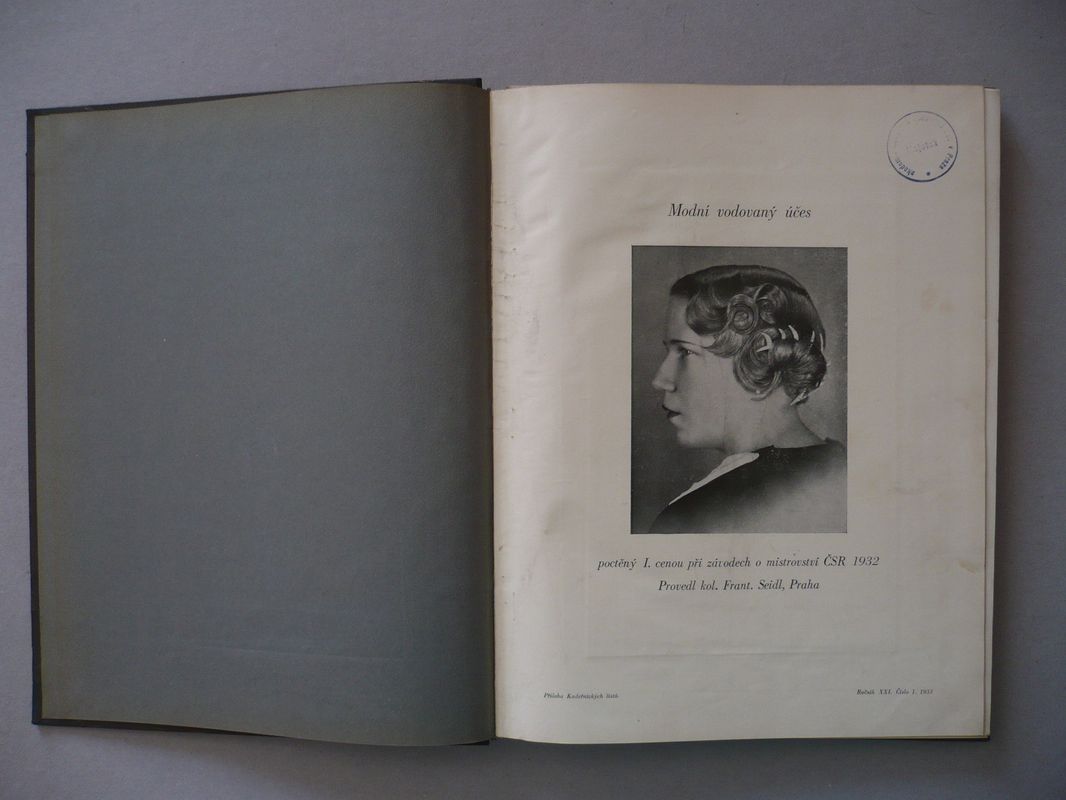 Modní vodovaný účes
poctěný I. cenou při závodech o mistrovství ČSR 1932
Provedl kol. Frant. Seidl, Praha
Příloha Kadeřnických listů
Ročník XXI. Číslo 1. 1933